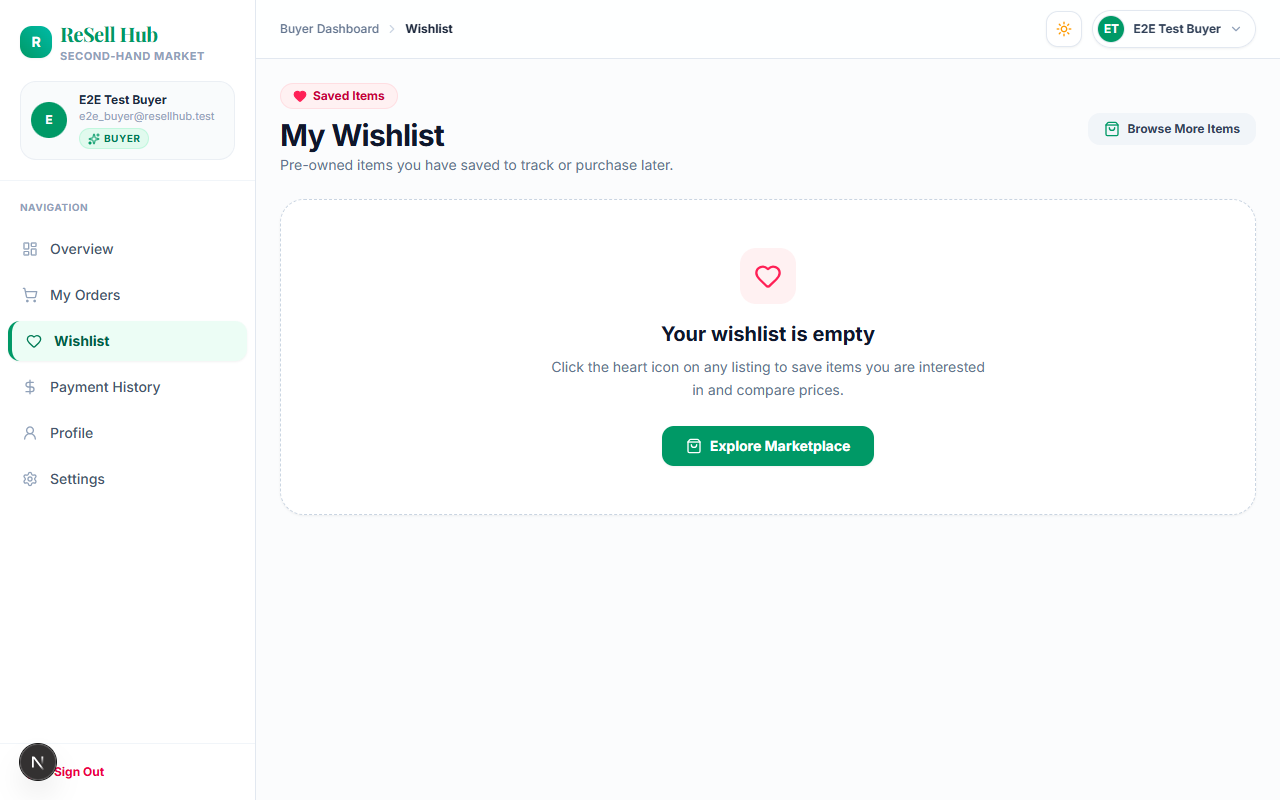 R
ReSell Hub
SECOND-HAND MARKET
E
E2E Test Buyer
e2e_buyer@resellhub.test
BUYER
NAVIGATION
Overview
My Orders
Wishlist
Payment History
Profile
Settings
N
Sign Out
Buyer Dashboard
Wishlist
ET
E2E Test Buyer
Saved Items
My Wishlist
Pre-owned items you have saved to track or purchase later.
Browse More Items
Your wishlist is empty
Click the heart icon on any listing to save items you are interested
in and compare prices.
Explore Marketplace